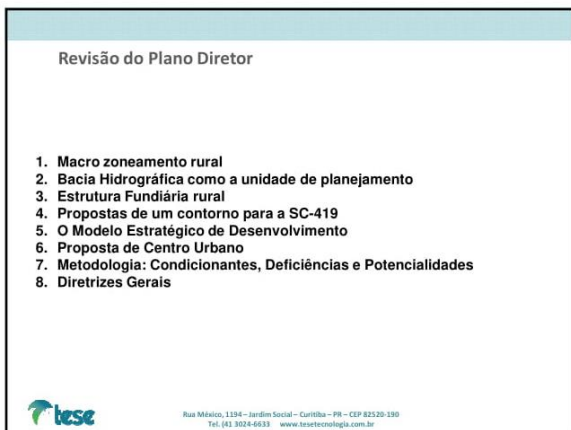 Revisão do Plano Diretor
1. Macro zoneamento rural
2. Bacia Hidrográfica como a unidade de planejamento
3. Estrutura Fundiária rural
4. Propostas de um contorno para a SC-419
5. O Modelo Estratégico de Desenvolvimento
6. Proposta de Centro Urbano
7. Metodologia: Condicionantes, Deficiências e Potencialidades
8. Diretrizes Gerais
tese
Rua México, 1194 – Jardim Social – Curitiba – PR – CEP 82520-190
Tel. (41 3024-6633 www.tesetecnologia.com.br